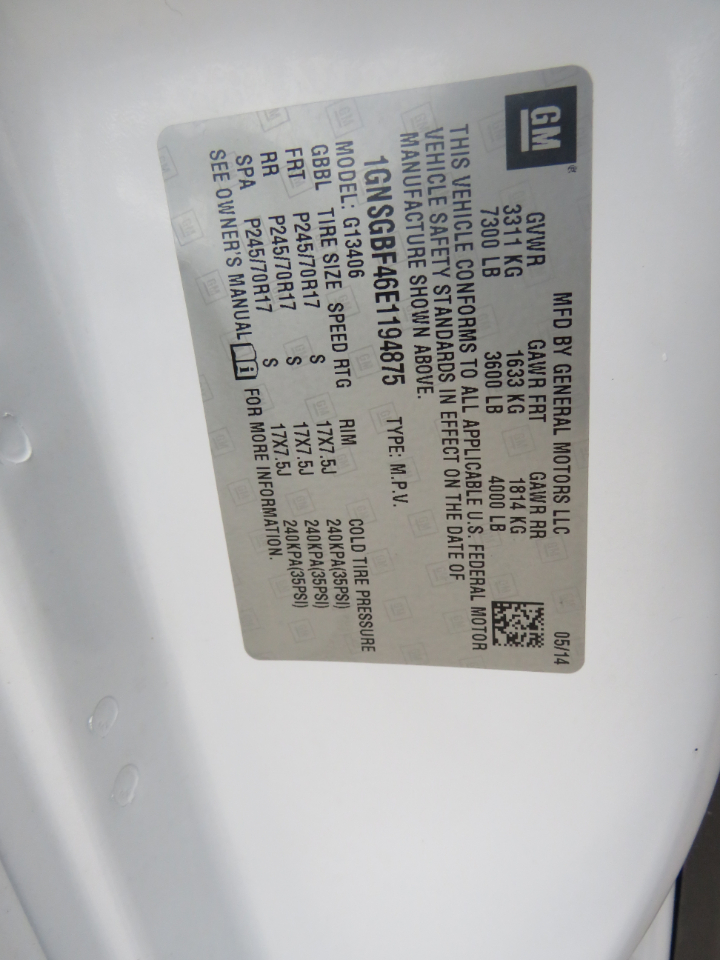 GM
MFD BY GENERAL MOTORS LLC 05/14
GVWR GAWR FRT GAWR RR
3311 KG 1633 KG 1814 KG
7300 LB 3600 LB 4000 LB
THIS VEHICLE CONFORMS TO ALL APPLICABLE U.S. FEDERAL MOTOR
VEHICLE SAFETY STANDARDS IN EFFECT ON THE DATE OF
MANUFACTURE SHOWN ABOVE.
1GNSGBF46E1194875 TYPE: M.P.V.
MODEL: G13406
GBBL TIRE SIZE SPEED RTG RIM COLD TIRE PRESSURE
FRT P245/70R17 S 17X7.5J 240KPA(35PSI)
RR P245/70R17 S 17X7.5J 240KPA(35PSI)
SPA P245/70R17 S 17X7.5J 240KPA(35PSI)
SEE OWNER'S MANUAL FOR MORE INFORMATION.